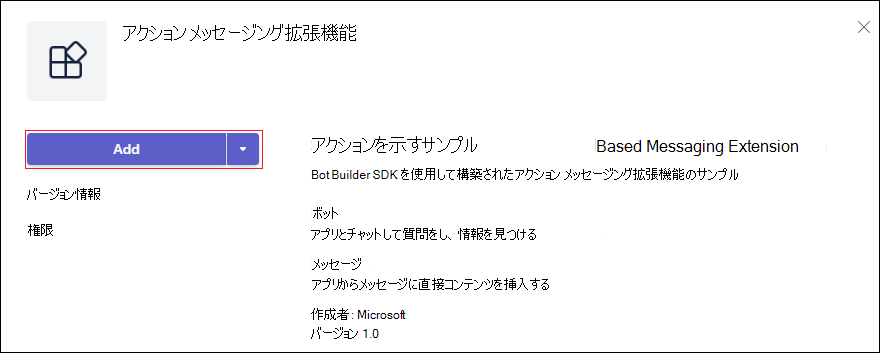 アクション メッセージング拡張機能
Add
バージョン情報
権限
アクションを示すサンプル Based Messaging Extension
Bot Builder SDK を使用して構築されたアクション メッセージング拡張機能のサンプル
ボット
アプリとチャットして質問をし、情報を見つける
メッセージ
アプリからメッセージに直接コンテンツを挿入する
作成者 : Microsoft
バージョン 1.0